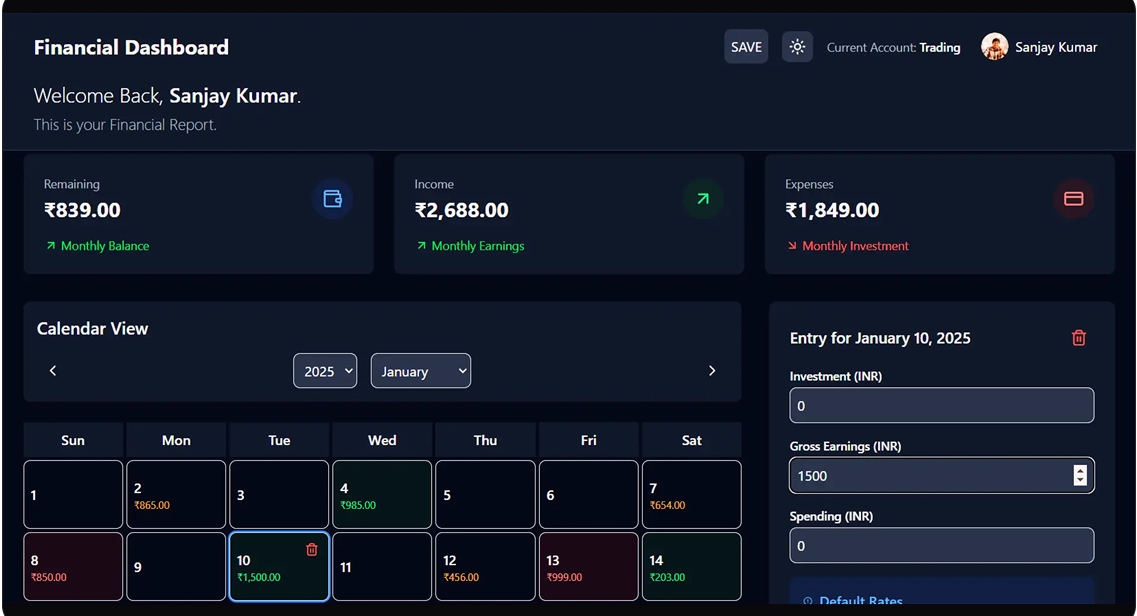 Financial Dashboard
SAVE
Current Account: Trading
Sanjay Kumar
Welcome Back, Sanjay Kumar.
This is your Financial Report.
Remaining
₹839.00
Monthly Balance
Income
₹2,688.00
Monthly Earnings
Expenses
₹1,849.00
Monthly Investment
Calendar View
2025
January
Sun Mon Tue Wed Thu Fri Sat
1
2
₹865.00
3
4
₹985.00
5
6
7
₹654.00
8
₹850.00
9
10
₹1,500.00
11
12
₹456.00
13
₹999.00
14
₹203.00
Entry for January 10, 2025
Investment (INR)
0
Gross Earnings (INR)
1500
Spending (INR)
0
Default Rates